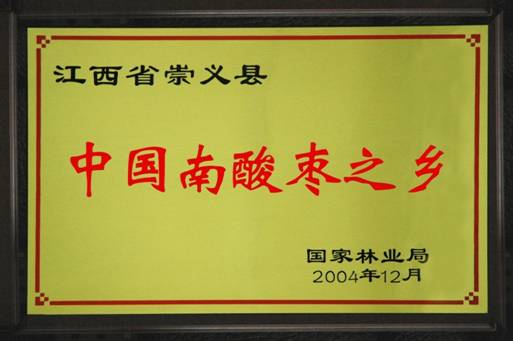 江西省崇义县
中国南酸枣之乡
国家林业局
2004年12月